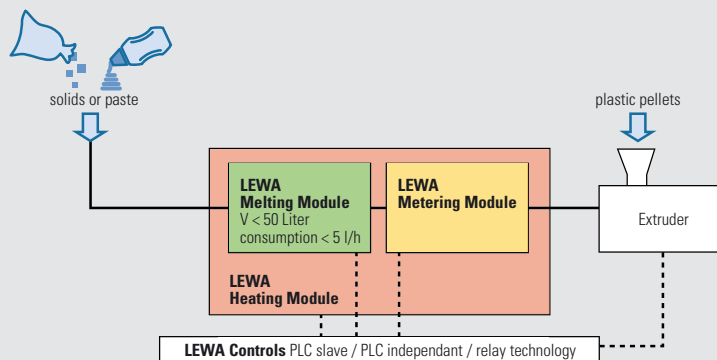 solids or paste
plastic pellets
LEWA
Melting Module
V < 50 Liter
consumption < 5 l/h
LEWA
Metering Module
Extruder
LEWA
Heating Module
LEWA Controls PLC slave / PLC independant / relay technology